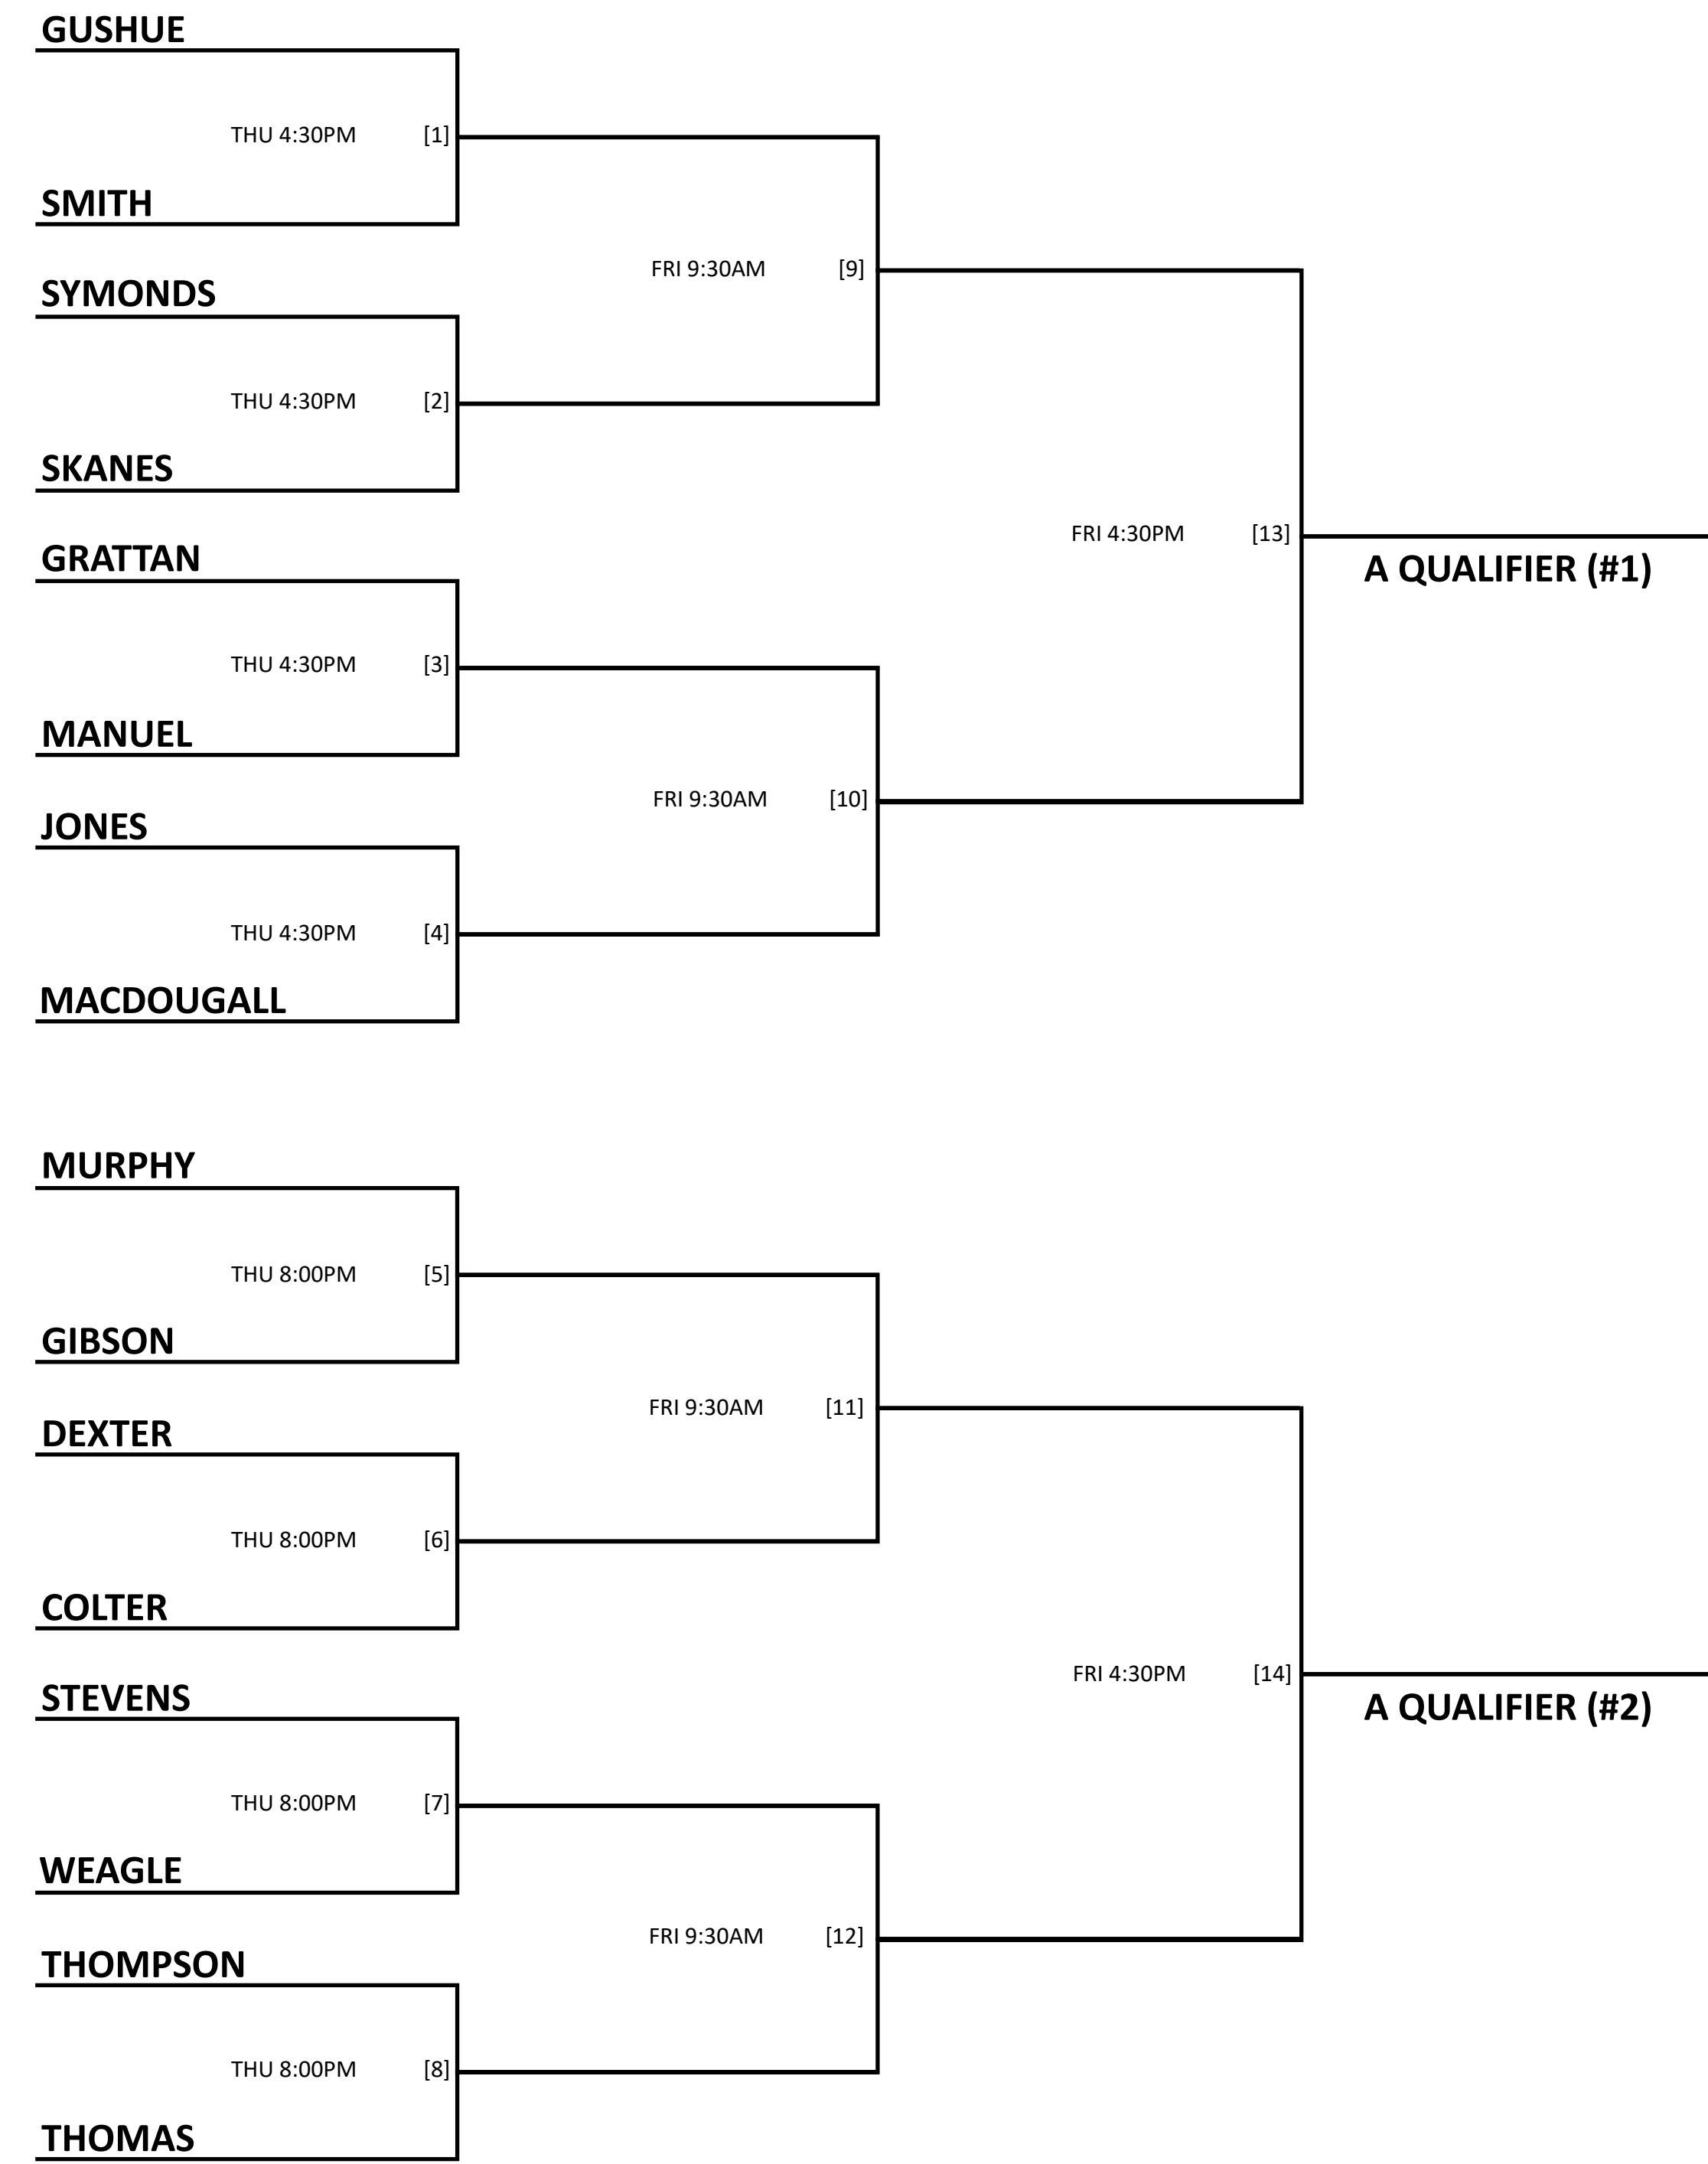 GUSHUE
THU 4:30PM [1]
SMITH
FRI 9:30AM [9]
SYMONDS
THU 4:30PM [2]
SKANES
FRI 4:30PM [13]
A QUALIFIER (#1)
GRATTAN
THU 4:30PM [3]
MANUEL
FRI 9:30AM [10]
JONES
THU 4:30PM [4]
MACDOUGALL
MURPHY
THU 8:00PM [5]
GIBSON
FRI 9:30AM [11]
DEXTER
THU 8:00PM [6]
COLTER
FRI 4:30PM [14]
A QUALIFIER (#2)
STEVENS
THU 8:00PM [7]
WEAGLE
FRI 9:30AM [12]
THOMPSON
THU 8:00PM [8]
THOMAS